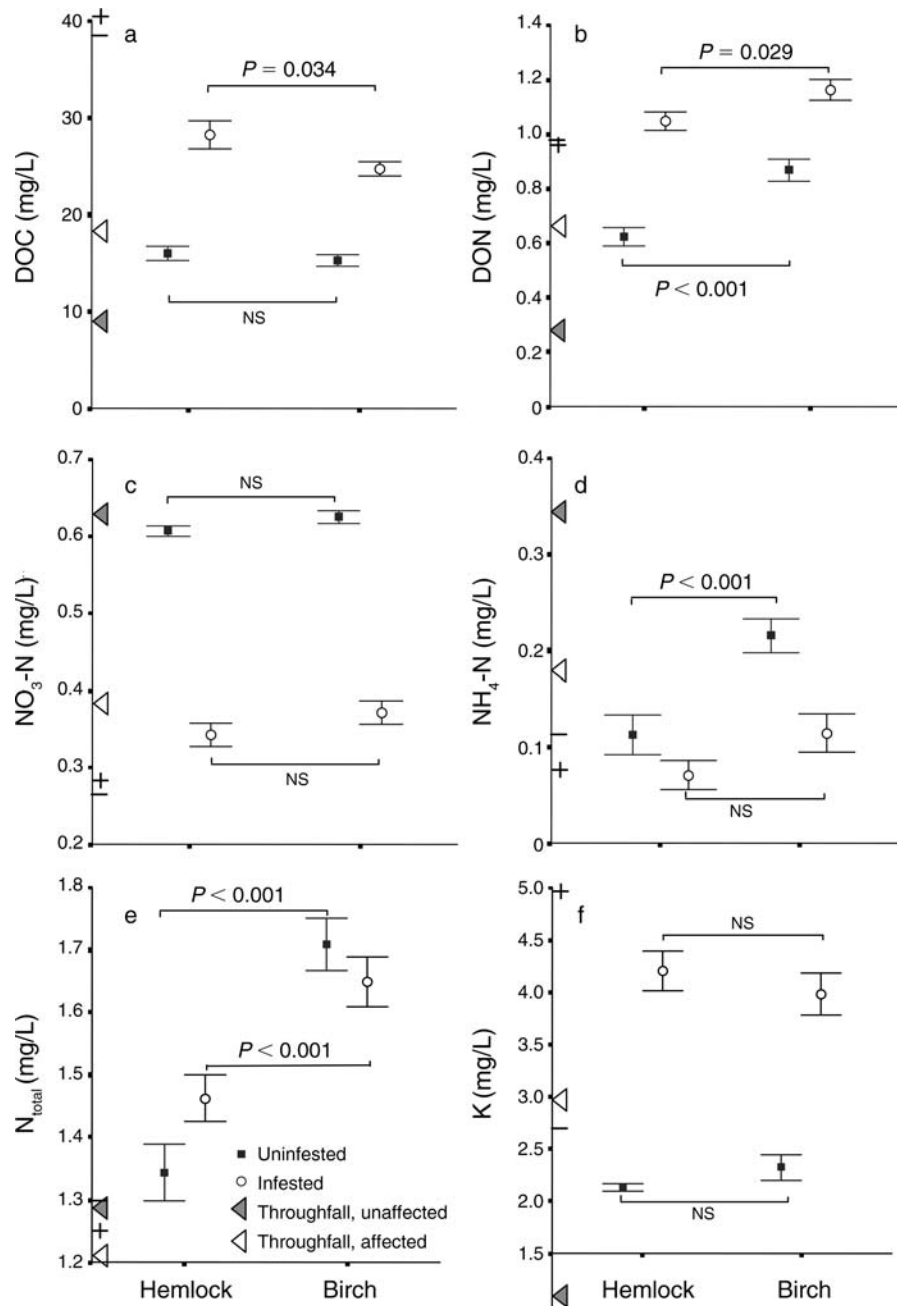 a
40
30
20
10
0
DOC (mg/L)
P = 0.034
NS
b
1.2
1.0
0.8
0.6
0.4
0.2
0
DON (mg/L)
P = 0.029
P < 0.001
c
0.7
0.6
0.5
0.4
0.3
0.2
NO3-N (mg/L)
NS
NS
d
0.4
0.3
0.2
0.1
0
NH4-N (mg/L)
P < 0.001
NS
e
1.8
1.7
1.6
1.5
1.4
1.3
1.2
Ntotal (mg/L)
P < 0.001
P < 0.001
Uninfested
Infested
Throughfall, unaffected
Throughfall, affected
Hemlock Birch
f
5.0
4.5
4.0
3.5
3.0
2.5
2.0
1.5
K (mg/L)
NS
NS
Hemlock Birch